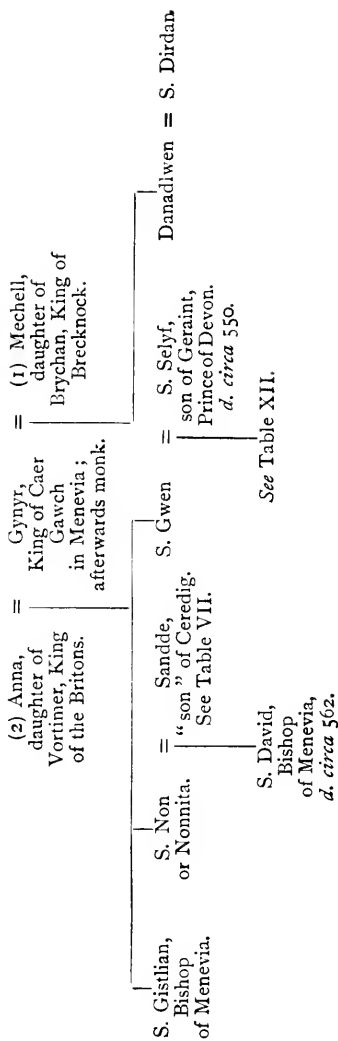 (2) Anna,
daughter of
Vortimer, King
of the Britons.
=
Gynyr,
King of Caer
Gawch
in Menevia;
afterwards monk.
=
(1) Mechell,
daughter of
Brychan, King of
Brecknock.
S. Gistlian,
Bishop
of Menevia.
S. Non
or Nonnita.
=
Sandde,
"son" of Ceredig.
See Table VII.
S. Gwen
=
S. Selyf,
son of Geraint,
Prince of Devon.
d. circa 550.
Danadiwen = S. Dirdan.
S. David,
Bishop
of Menevia,
d. circa 562.
See Table XII.